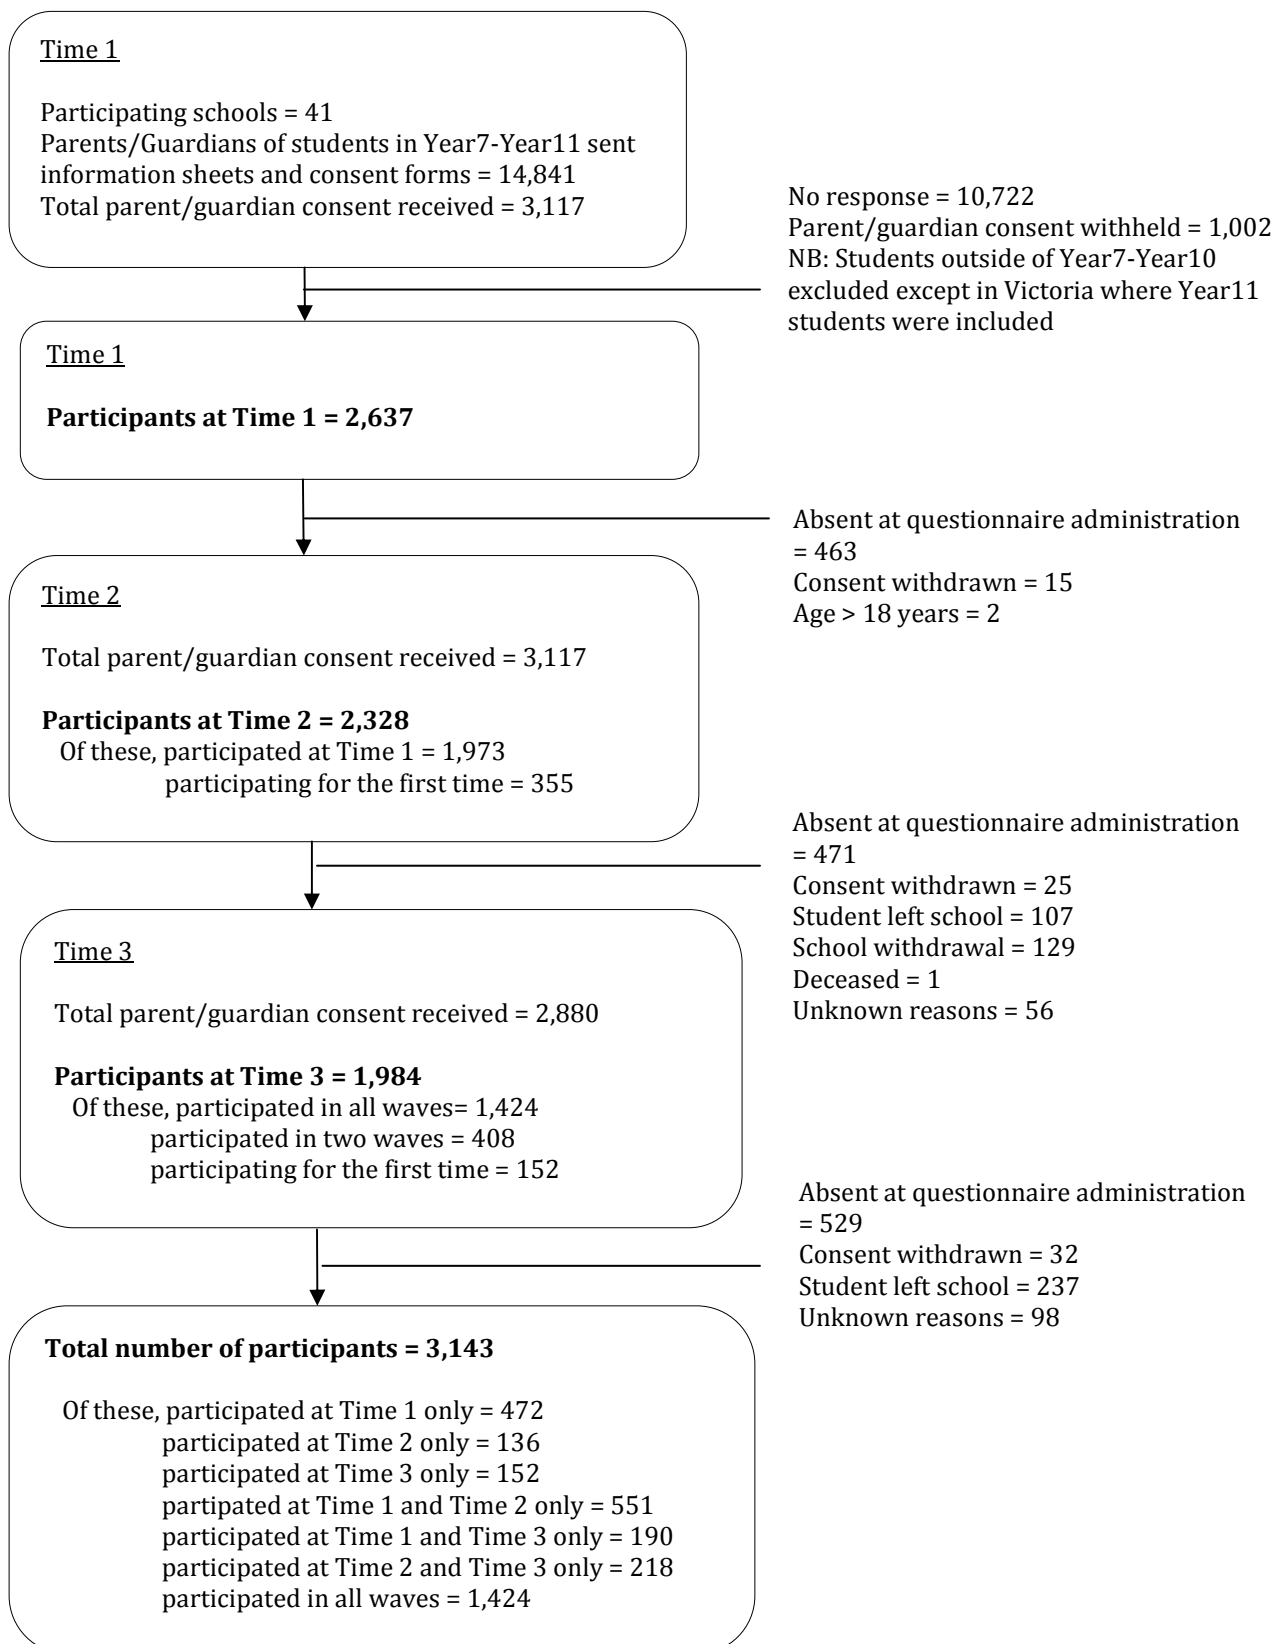 Time 1
Participating schools = 41
Parents/Guardians of students in Year7-Year11 sent
information sheets and consent forms = 14,841
Total parent/guardian consent received = 3,117
No response = 10,722
Parent/guardian consent withheld = 1,002
NB: Students outside of Year7-Year10
excluded except in Victoria where Year11
students were included
Time 1
Participants at Time 1 = 2,637
Absent at questionnaire administration
= 463
Consent withdrawn = 15
Age > 18 years = 2
Time 2
Total parent/guardian consent received = 3,117
Participants at Time 2 = 2,328
Of these, participated at Time 1 = 1,973
participating for the first time = 355
Absent at questionnaire administration
= 471
Consent withdrawn = 25
Student left school = 107
School withdrawal = 129
Deceased = 1
Unknown reasons = 56
Time 3
Total parent/guardian consent received = 2,880
Participants at Time 3 = 1,984
Of these, participated in all waves= 1,424
participated in two waves = 408
participating for the first time = 152
Absent at questionnaire administration
= 529
Consent withdrawn = 32
Student left school = 237
Unknown reasons = 98
Total number of participants = 3,143
Of these, participated at Time 1 only = 472
participated at Time 2 only = 136
participated at Time 3 only = 152
partipated at Time 1 and Time 2 only = 551
participated at Time 1 and Time 3 only = 190
participated at Time 2 and Time 3 only = 218
participated in all waves = 1,424